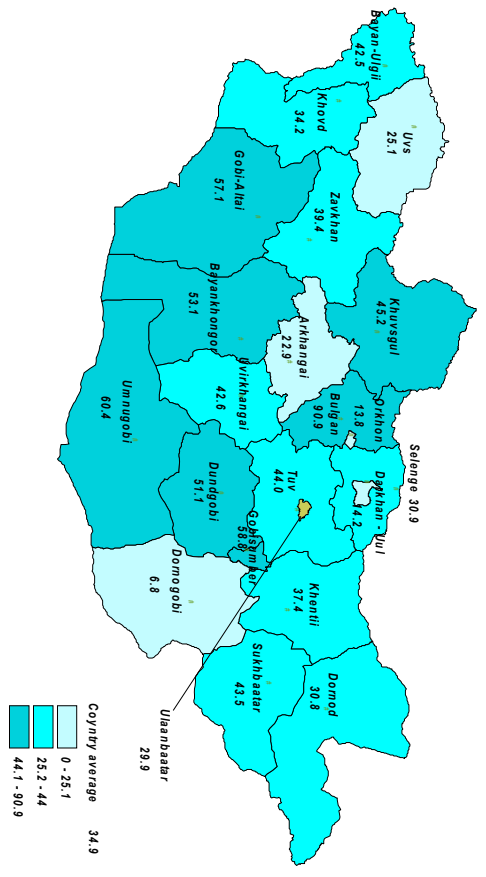 Bayan-Ulgii
42.5
Uvs
25.1
Khovd
34.2
Gobi-Altai
57.1
Zavkhan
39.4
Khuvsgul
45.2
Bayankhongor
53.1
Arkhangai
22.9
Uvirkhangai
42.6
Orkhon
13.8
Bulgan
90.9
Umnugobi
60.4
Selenge 30.9
Darkhan - Uul
14.2
Tuv
44.0
Dundgobi
51.1
Gobisumber
58.8
Dornogobi
6.8
Khentii
37.4
Sukhbaatar
43.5
Dornod
30.8
Ulaanbaatar
29.9
Coyntry average 34.9
0 - 25.1
25.2 - 44
44.1 - 90.9